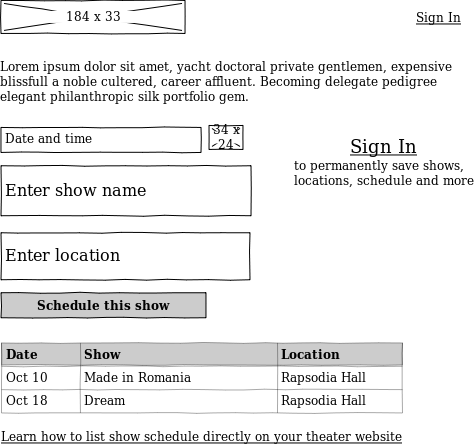 184 x 33
Sign In
Lorem ipsum dolor sit amet, yacht doctoral private gentlemen, expensive
blissfull a noble cultured, career affluent. Becoming delegate pedigree
elegant philanthropic silk portfolio gem.
Date and time
34 x
24
Sign In
to permanently save shows,
locations, schedule and more
Enter show name
Enter location
Schedule this show
Date Show Location
Oct 10 Made in Romania Rapsodia Hall
Oct 18 Dream Rapsodia Hall
Learn how to list show schedule directly on your theater website